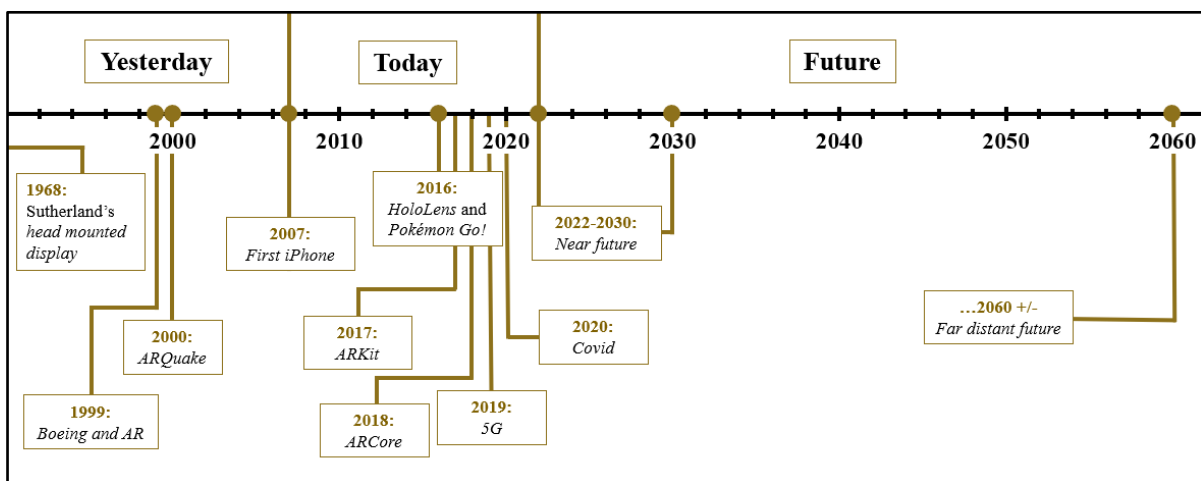 Yesterday
Today
Future
2000
2010
2020
2030
2040
2050
2060
1968:
Sutherland's
head mounted
display
1999:
Boeing and AR
2000:
ARQuake
2007:
First iPhone
2016:
HoloLens and
Pokémon Go!
2017:
ARKit
2018:
ARCore
2019:
5G
2020:
Covid
2022-2030:
Near future
…2060 +/-
Far distant future